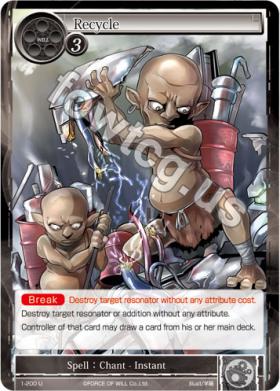 Recycle
WILL
3
fowtcg.us
Break Destroy target resonator without any attribute cost.
Destroy target resonator or addition without any attribute.
Controller of that card may draw a card from his or her main deck.
Spell : Chant - Instant
1-200 U ©FORCE OF WILL Co.,Ltd.